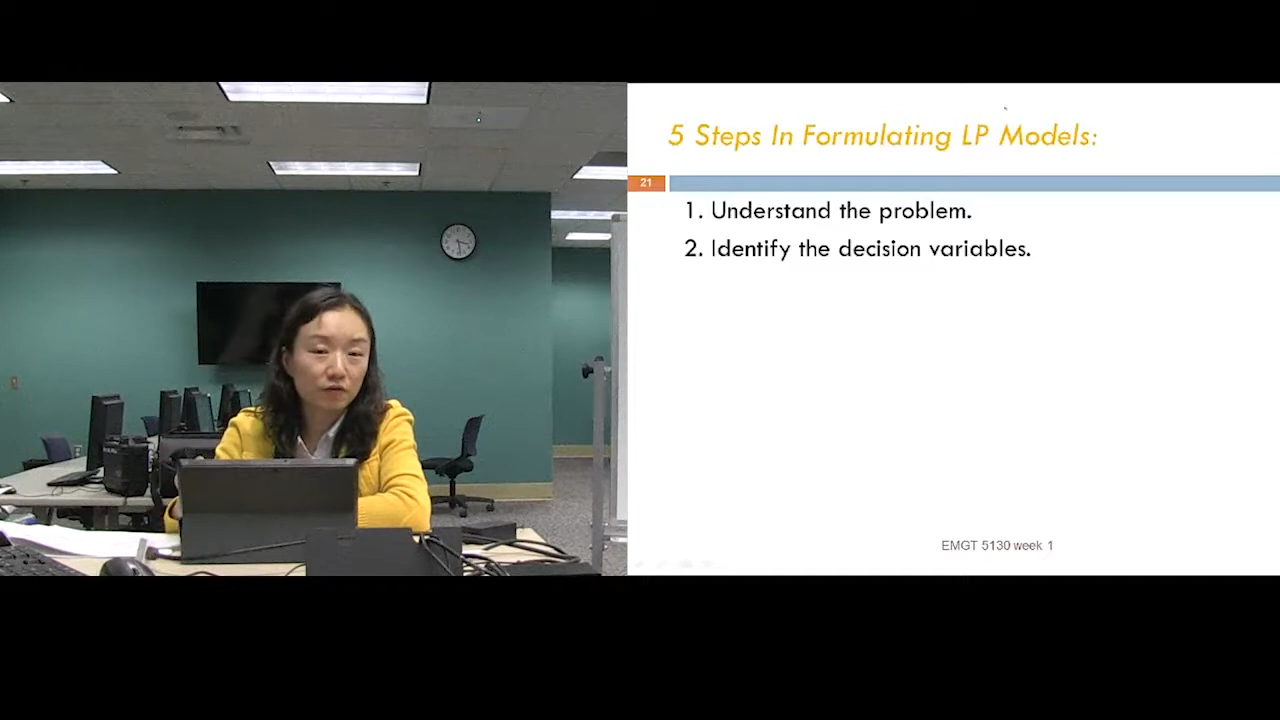 5 Steps In Formulating LP Models:
21
1. Understand the problem.
2. Identify the decision variables.
EMGT 5130 week 1